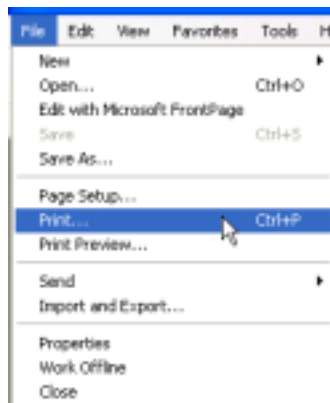 File Edit View Favorites Tools H
New
Open... Ctrl+O
Edit with Microsoft FrontPage
Save Ctrl+S
Save As...
Page Setup...
Print... Ctrl+P
Print Preview...
Send
Import and Export...
Properties
Work Offline
Close